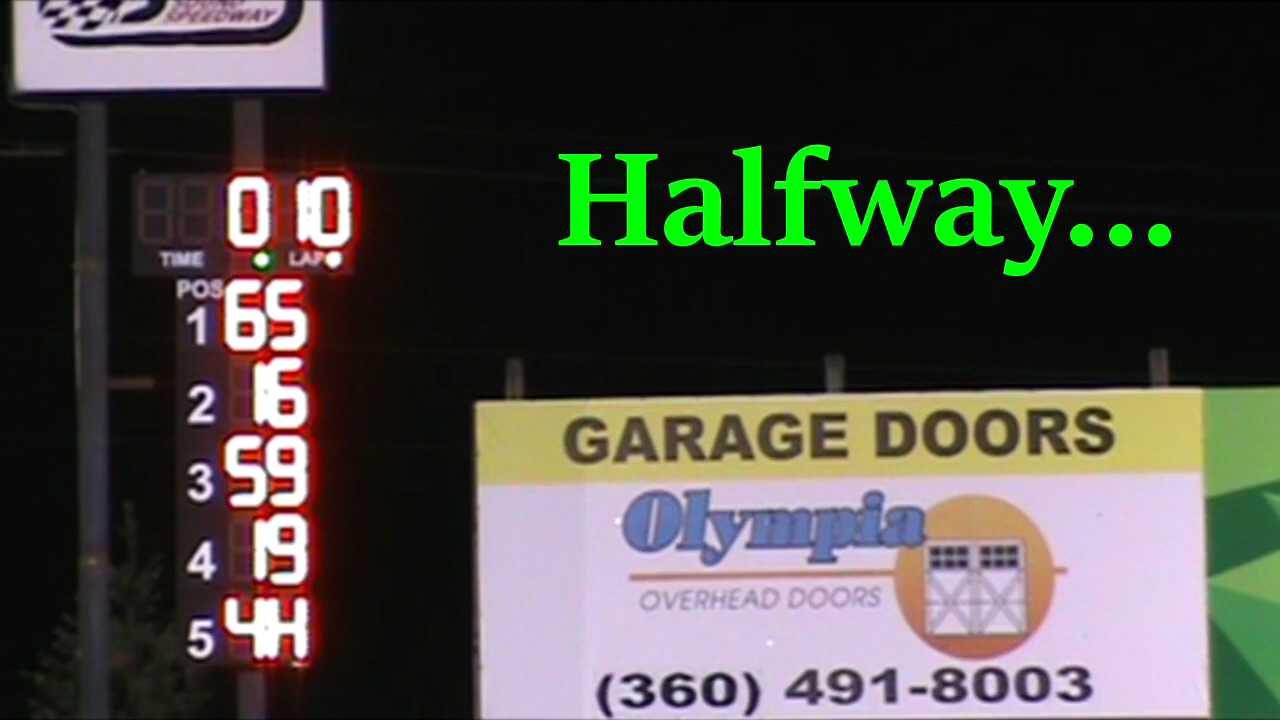 SPEEDWAY
0 10
TIME LAP
POS
1 65
2 16
3 59
4 19
5 4H
Halfway...
GARAGE DOORS
Olympia
OVERHEAD DOORS
(360) 491-8003